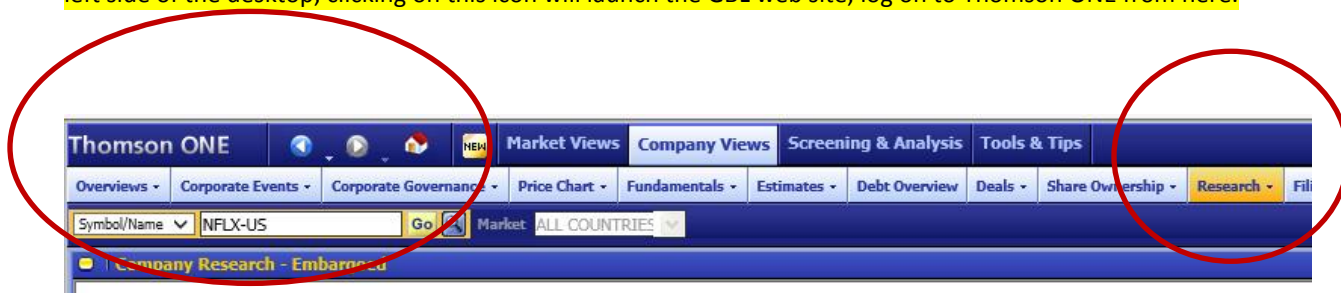 left side of the desktop, clicking on this icon will launch the CBL web site, log on to Thomson ONE from here.
Thomson ONE NEW Market Views Company Views Screening & Analysis Tools & Tips
Overviews Corporate Events Corporate Governance Price Chart Fundamentals Estimates Debt Overview Deals Share Ownership Research Fili
Symbol/Name NFLX-US Go Market ALL COUNTRIES
Company Research - Embargoed